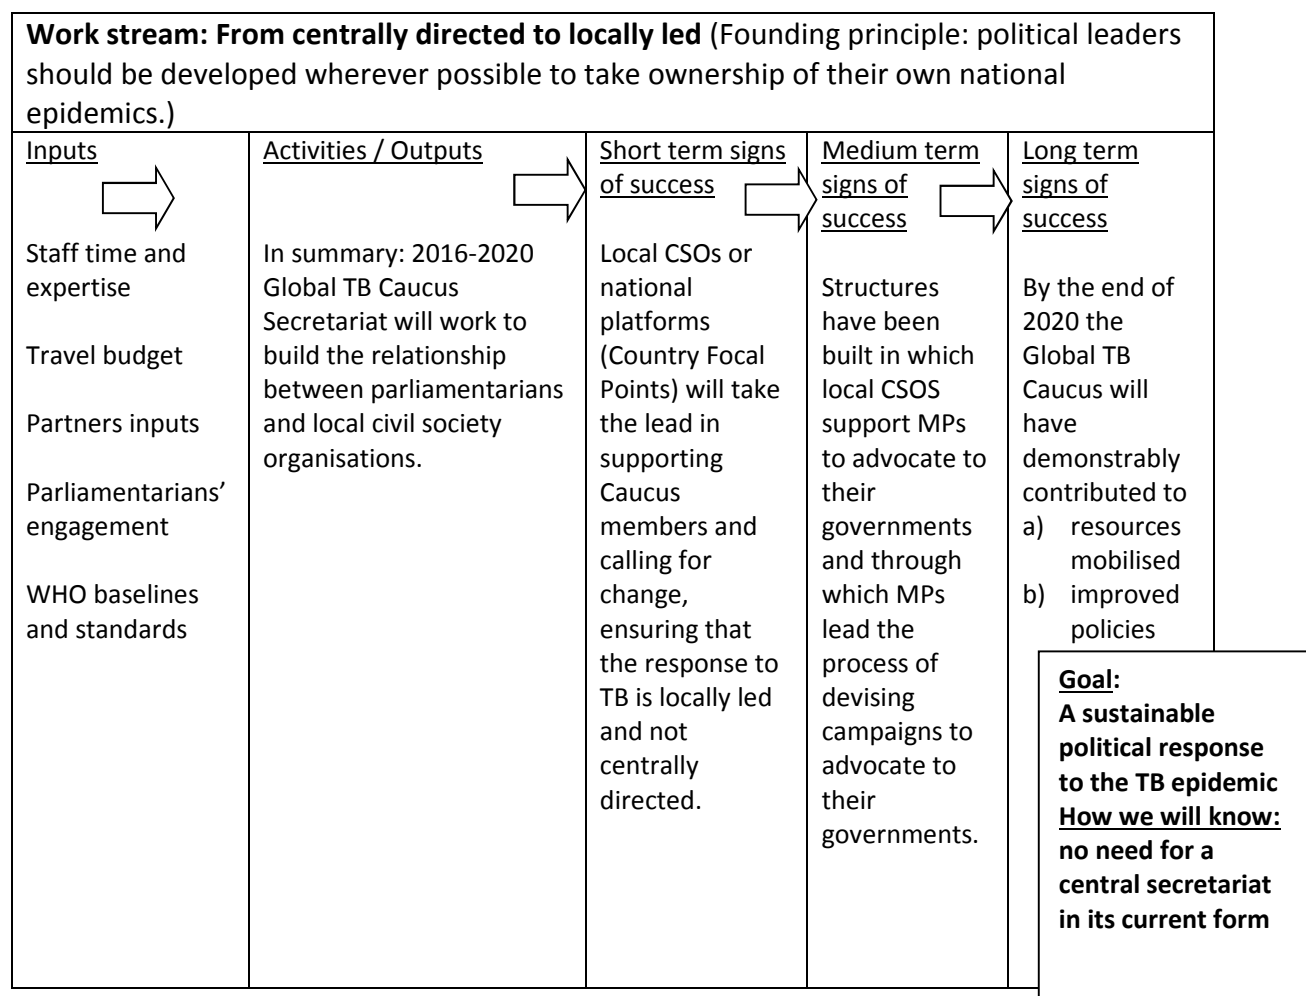 Work stream: From centrally directed to locally led (Founding principle: political leaders
should be developed wherever possible to take ownership of their own national
epidemics.)
Inputs
Staff time and
expertise
Travel budget
Partners inputs
Parliamentarians’
engagement
WHO baselines
and standards
Activities / Outputs
In summary: 2016-2020
Global TB Caucus
Secretariat will work to
build the relationship
between parliamentarians
and local civil society
organisations.
Short term signs
of success
Local CSOs or
national
platforms
(Country Focal
Points) will take
the lead in
supporting
Caucus
members and
calling for
change,
ensuring that
the response to
TB is locally led
and not
centrally
directed.
Medium term
signs of
success
Structures
have been
built in which
local CSOS
support MPs
to advocate to
their
governments
and through
which MPs
lead the
process of
devising
campaigns to
advocate to
their
governments.
Long term
signs of
success
By the end of
2020 the
Global TB
Caucus will
have
demonstrably
contributed to
a) resources
mobilised
b) improved
policies
Goal:
A sustainable
political response
to the TB epidemic
How we will know:
no need for a
central secretariat
in its current form